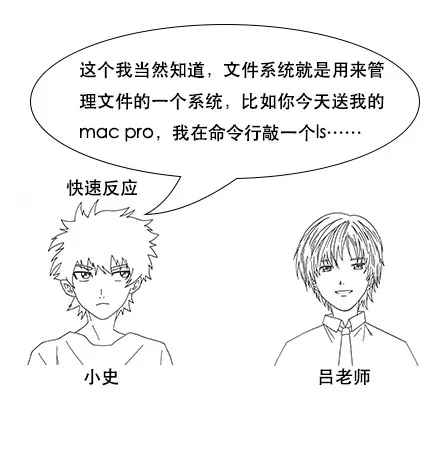 这个我当然知道，文件系统就是用来管
理文件的一个系统，比如你今天送我的
mac pro，我在命令行敲一个ls……
快速反应
小史
吕老师